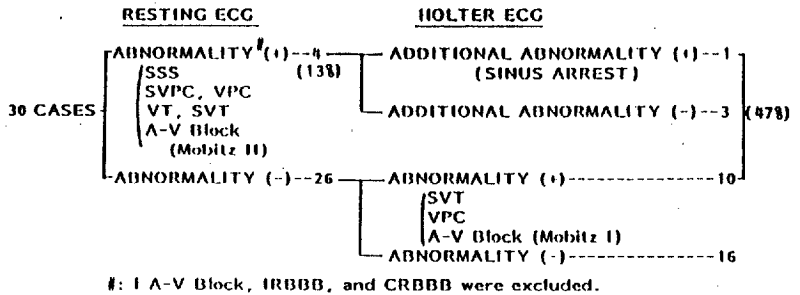 RESTING ECG HOLTER ECG
ABNORMALITY# (+)--4 ADDITIONAL ABNORMALITY (+)--1
(13%) (SINUS ARREST)
SSS
SVPC, VPC
30 CASES VT, SVT ADDITIONAL ABNORMALITY (-)--3 (47%)
A-V Block
(Mobitz II)
ABNORMALITY (-)--26 ABNORMALITY (+)--------------10
SVT
VPC
A-V Block (Mobitz I)
ABNORMALITY (-)--------------16
#: I A-V Block, IRBBB, and CRBBB were excluded.